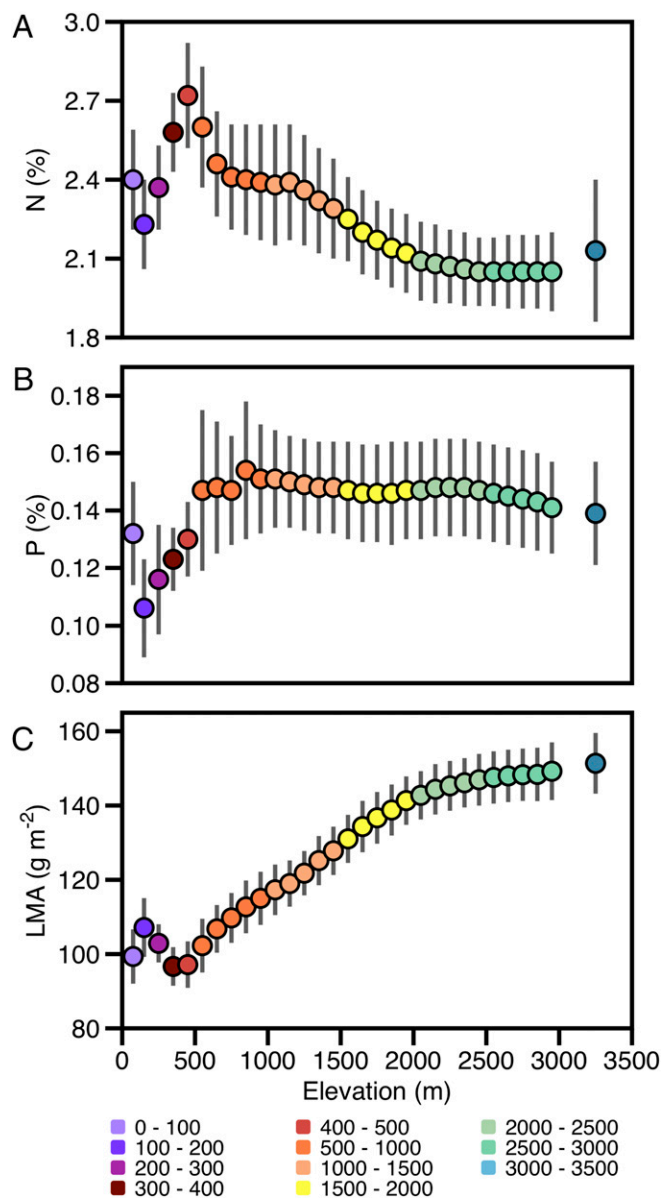 A
3.0
2.7
2.4
2.1
1.8
N (%)
B
0.18
0.16
0.14
0.12
0.10
0.08
P (%)
C
160
140
120
100
80
LMA (g m-2)
0 500 1000 1500 2000 2500 3000 3500
Elevation (m)
0 - 100 400 - 500 2000 - 2500
100 - 200 500 - 1000 2500 - 3000
200 - 300 1000 - 1500 3000 - 3500
300 - 400 1500 - 2000